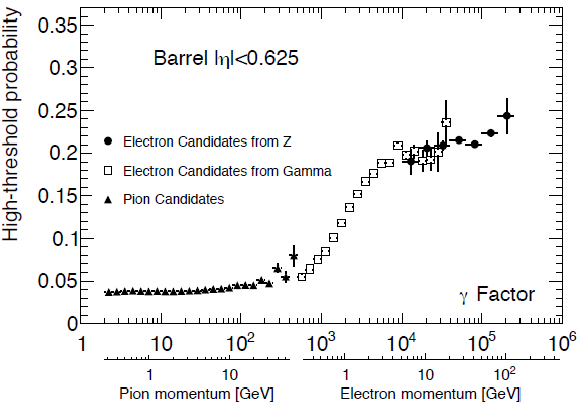 High-threshold probability
Barrel |η|<0.625
0.35
0.3
0.25
0.2
0.15
0.1
0.05
0
Electron Candidates from Z
Electron Candidates from Gamma
Pion Candidates
γ Factor
1 10 10² 10³ 10⁴ 10⁵ 10⁶
1 10 1 10 10²
Pion momentum [GeV] Electron momentum [GeV]